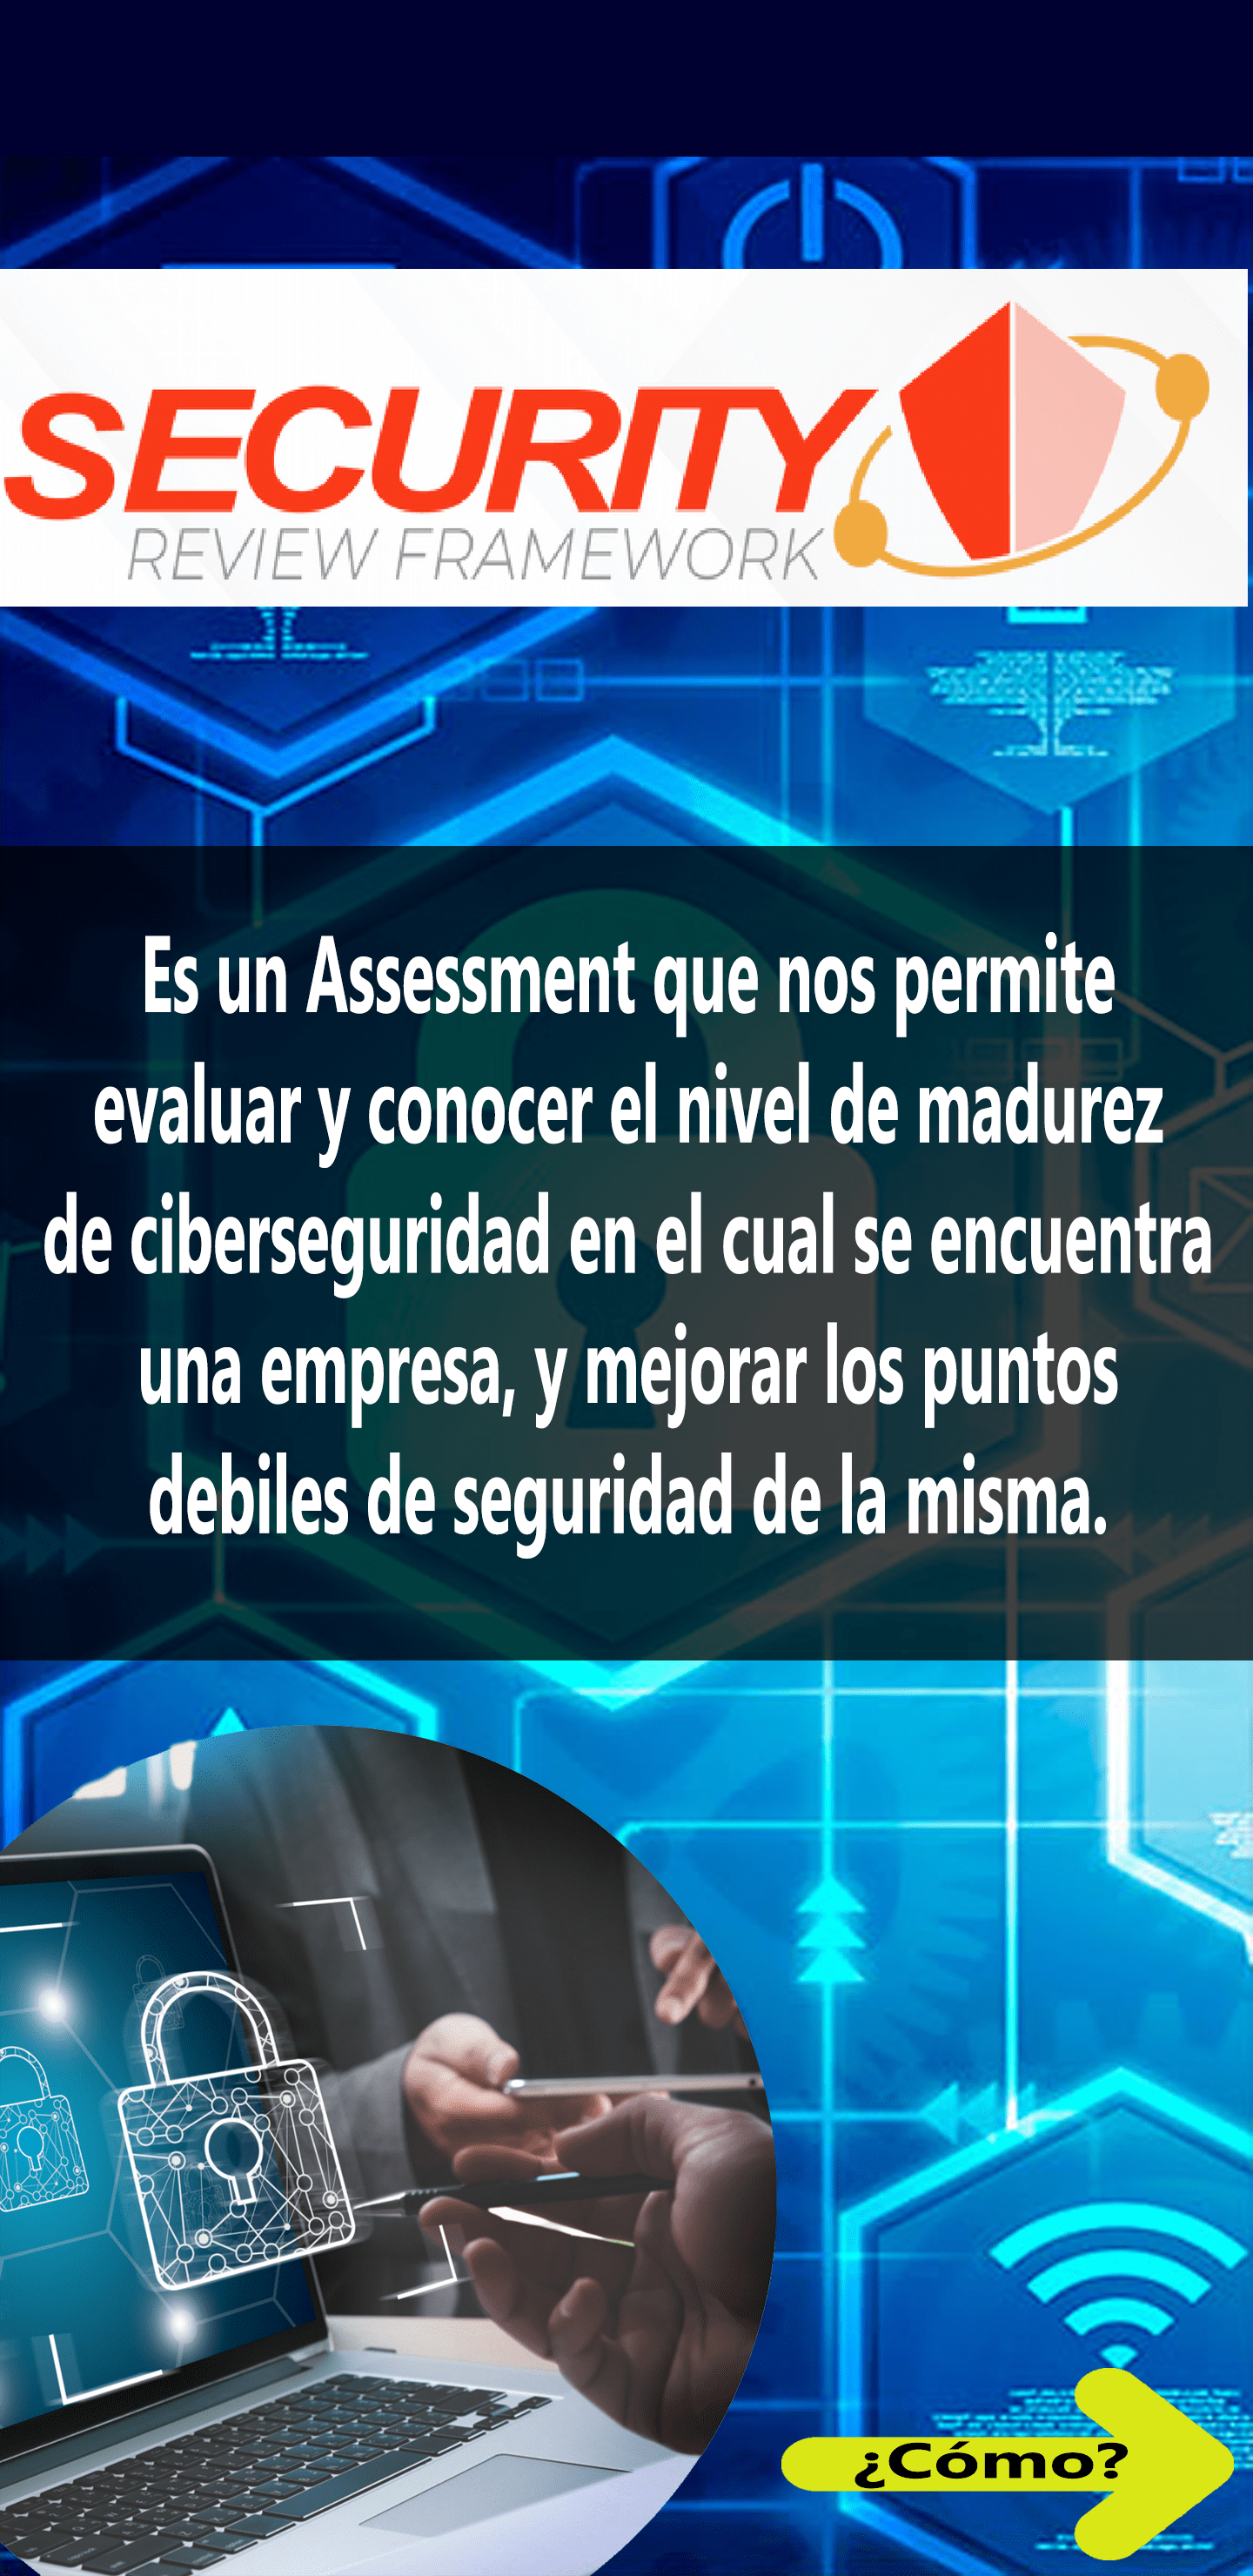 SECURITY
REVIEW FRAMEWORK
Es un Assessment que nos permite
evaluar y conocer el nivel de madurez
de ciberseguridad en el cual se encuentra
una empresa, y mejorar los puntos
debiles de seguridad de la misma.
¿Cómo?